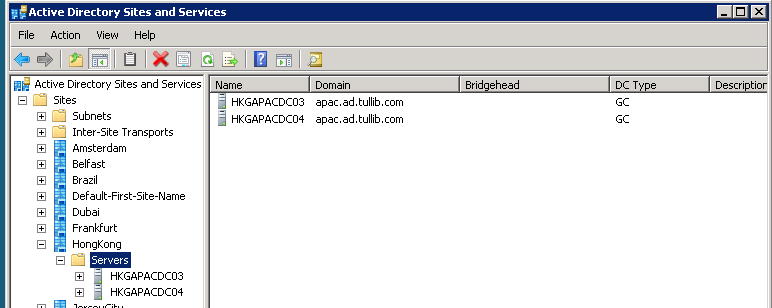 Active Directory Sites and Services
File Action View Help
Active Directory Sites and Services
Sites
Subnets
Inter-Site Transports
Amsterdam
Belfast
Brazil
Default-First-Site-Name
Dubai
Frankfurt
HongKong
Servers
HKGAPACDC03
HKGAPACDC04
JerseyCity
Name Domain Bridgehead DC Type Description
HKGAPACDC03 apac.ad.tullib.com GC
HKGAPACDC04 apac.ad.tullib.com GC